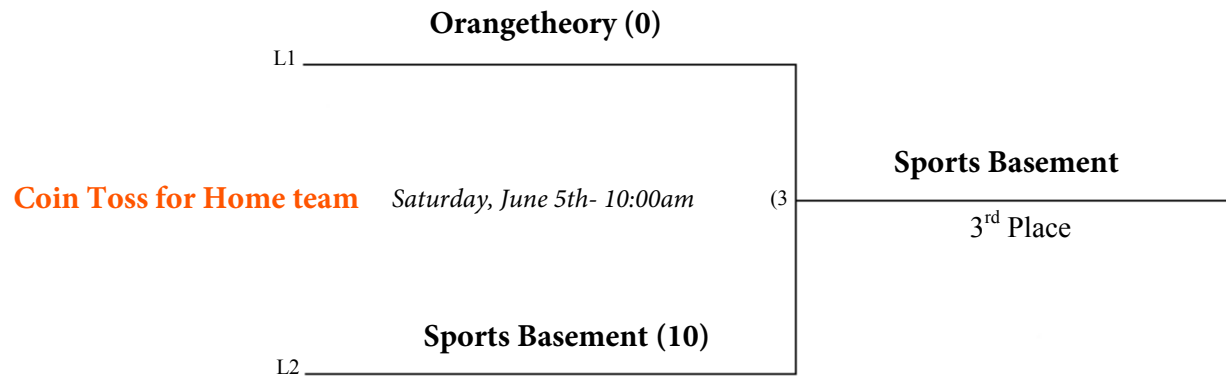 Orangetheory (0)
L1
Sports Basement
Coin Toss for Home team Saturday, June 5th- 10:00am (3
3rd Place
Sports Basement (10)
L2